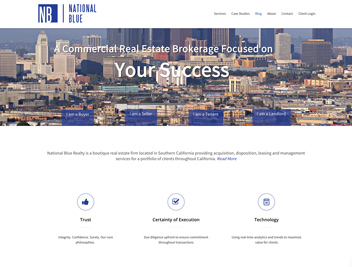 NB NATIONAL BLUE
Services Case Studies Blog About Contact Client Login
A Commercial Real Estate Brokerage Focused on
Your Success
I am a Buyer I am a Seller I am a Tenant I am a Landlord
National Blue Realty is a boutique real estate firm located in Southern California providing acquisition, disposition, leasing and management
services for a portfolio of clients throughout California. Read More
Trust Certainty of Execution Technology
Integrity. Confidence. Surety. Our core Due diligence upfront to ensure commitment Using real-time analytics and trends to maximize
philosophies. throughout transactions. value for clients.